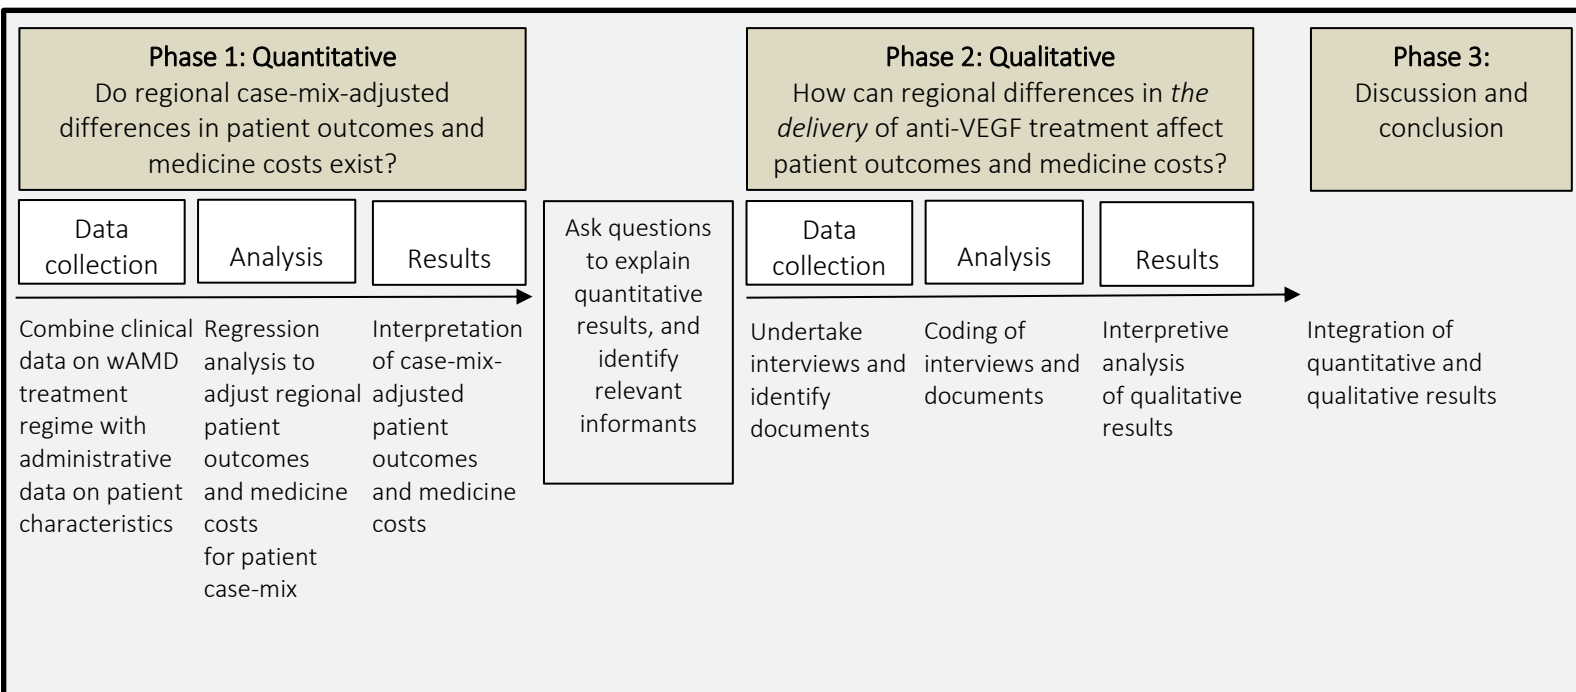 Phase 1: Quantitative
Do regional case-mix-adjusted
differences in patient outcomes and
medicine costs exist?
Phase 2: Qualitative
How can regional differences in the
delivery of anti-VEGF treatment affect
patient outcomes and medicine costs?
Phase 3:
Discussion and
conclusion
Data
collection
Analysis
Results
Ask questions
to explain
quantitative
results, and
identify
relevant
informants
Data
collection
Analysis
Results
Combine clinical
data on wAMD
treatment
regime with
administrative
data on patient
characteristics
Regression
analysis to
adjust regional
patient
outcomes
and medicine
costs
for patient
case-mix
Interpretation
of case-mix-
adjusted
patient
outcomes
and medicine
costs
Undertake
interviews and
identify
documents
Coding of
interviews and
documents
Interpretive
analysis
of qualitative
results
Integration of
quantitative and
qualitative results